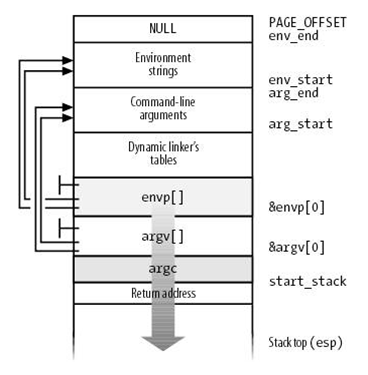 NULL
PAGE_OFFSET
env_end
Environment
strings
env_start
arg_end
Command-line
arguments
arg_start
Dynamic linker's
tables
envp[]
&envp[0]
argv[]
&argv[0]
argc
start_stack
Return address
Stack top (esp)